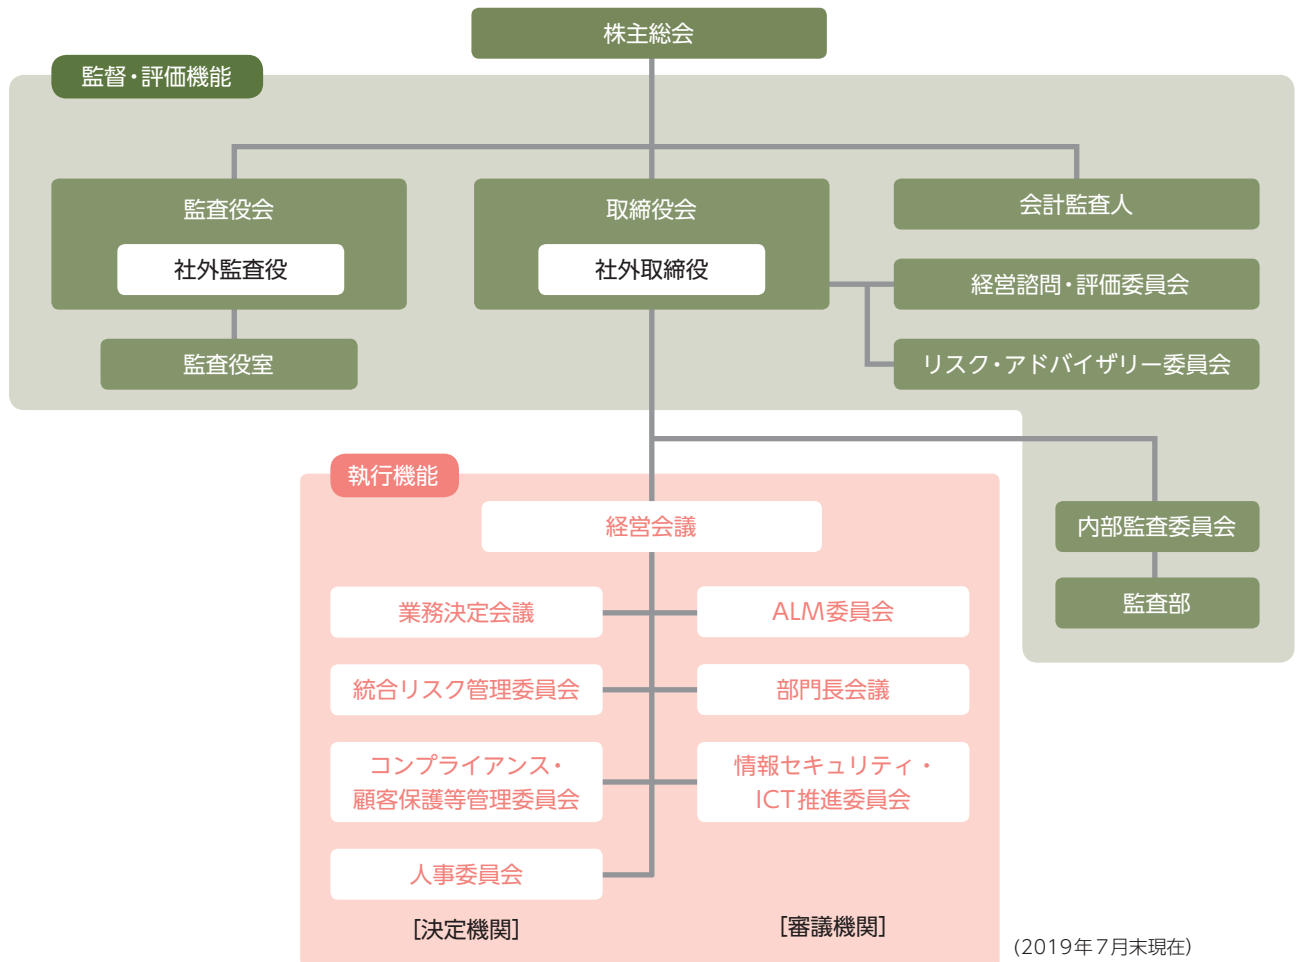 株主総会
監督・評価機能
監査役会
社外監査役
監査役室
取締役会
社外取締役
会計監査人
経営諮問・評価委員会
リスク・アドバイザリー委員会
内部監査委員会
監査部
執行機能
経営会議
業務決定会議
統合リスク管理委員会
コンプライアンス・
顧客保護等管理委員会
人事委員会
[決定機関]
ALM委員会
部門長会議
情報セキュリティ・
ICT推進委員会
[審議機関]
(2019年7月末現在)